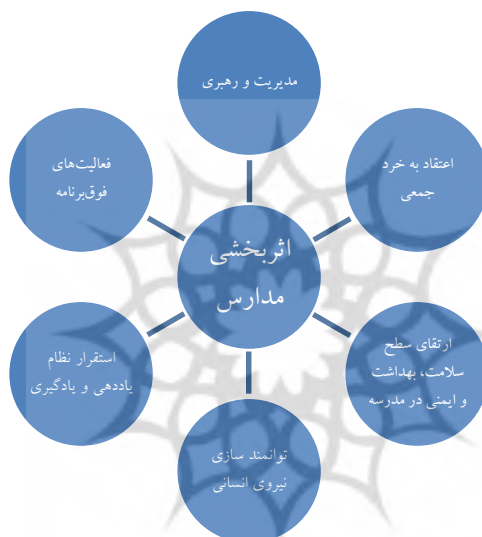 مدیریت و رهبری
اعتقاد به خرد
جمعی
فعالیت‌های
فوق‌برنامه
اثربخشی
مدارس
ارتقای سطح
سلامت، بهداشت
و ایمنی در مدرسه
استقرار نظام
یاددهی و یادگیری
توانمند سازی
نیروی انسانی